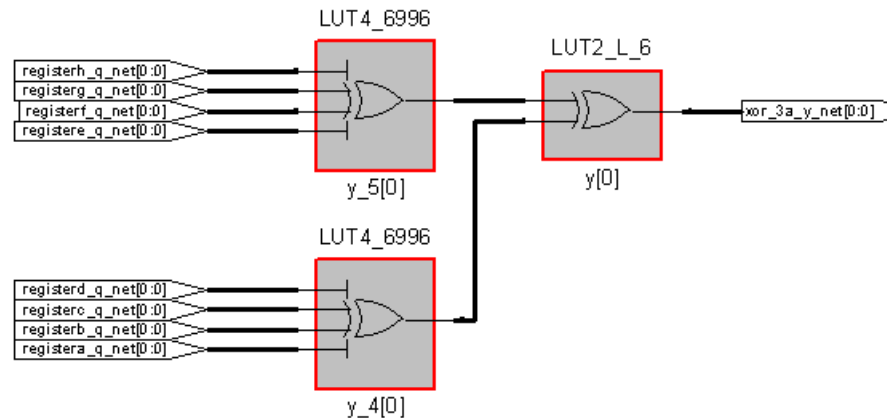 LUT4_6996
LUT2_L_6
registerh_q_net[0:0]
registerg_q_net[0:0]
registerf_q_net[0:0]
registere_q_net[0:0]
xor_3a_y_net[0:0]
y_5[0]
y[0]
LUT4_6996
registerd_q_net[0:0]
registerc_q_net[0:0]
registerb_q_net[0:0]
registera_q_net[0:0]
y_4[0]